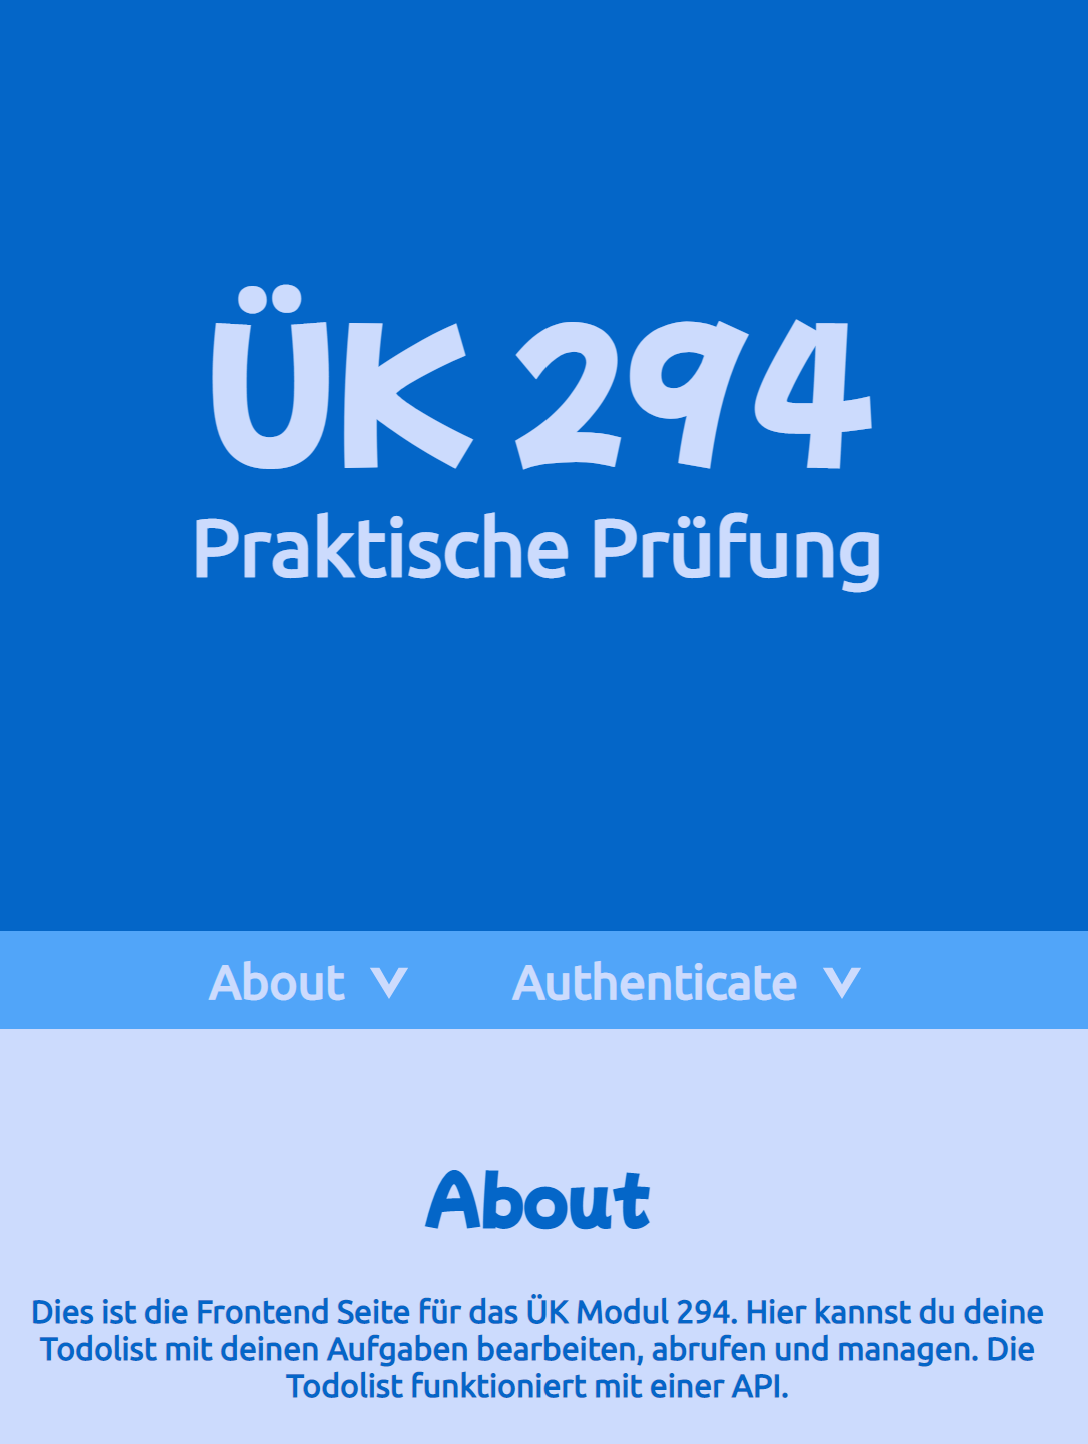 ÜK 294
Praktische Prüfung
About Authenticate
About
Dies ist die Frontend Seite für das ÜK Modul 294. Hier kannst du deine
Todolist mit deinen Aufgaben bearbeiten, abrufen und managen. Die
Todolist funktioniert mit einer API.